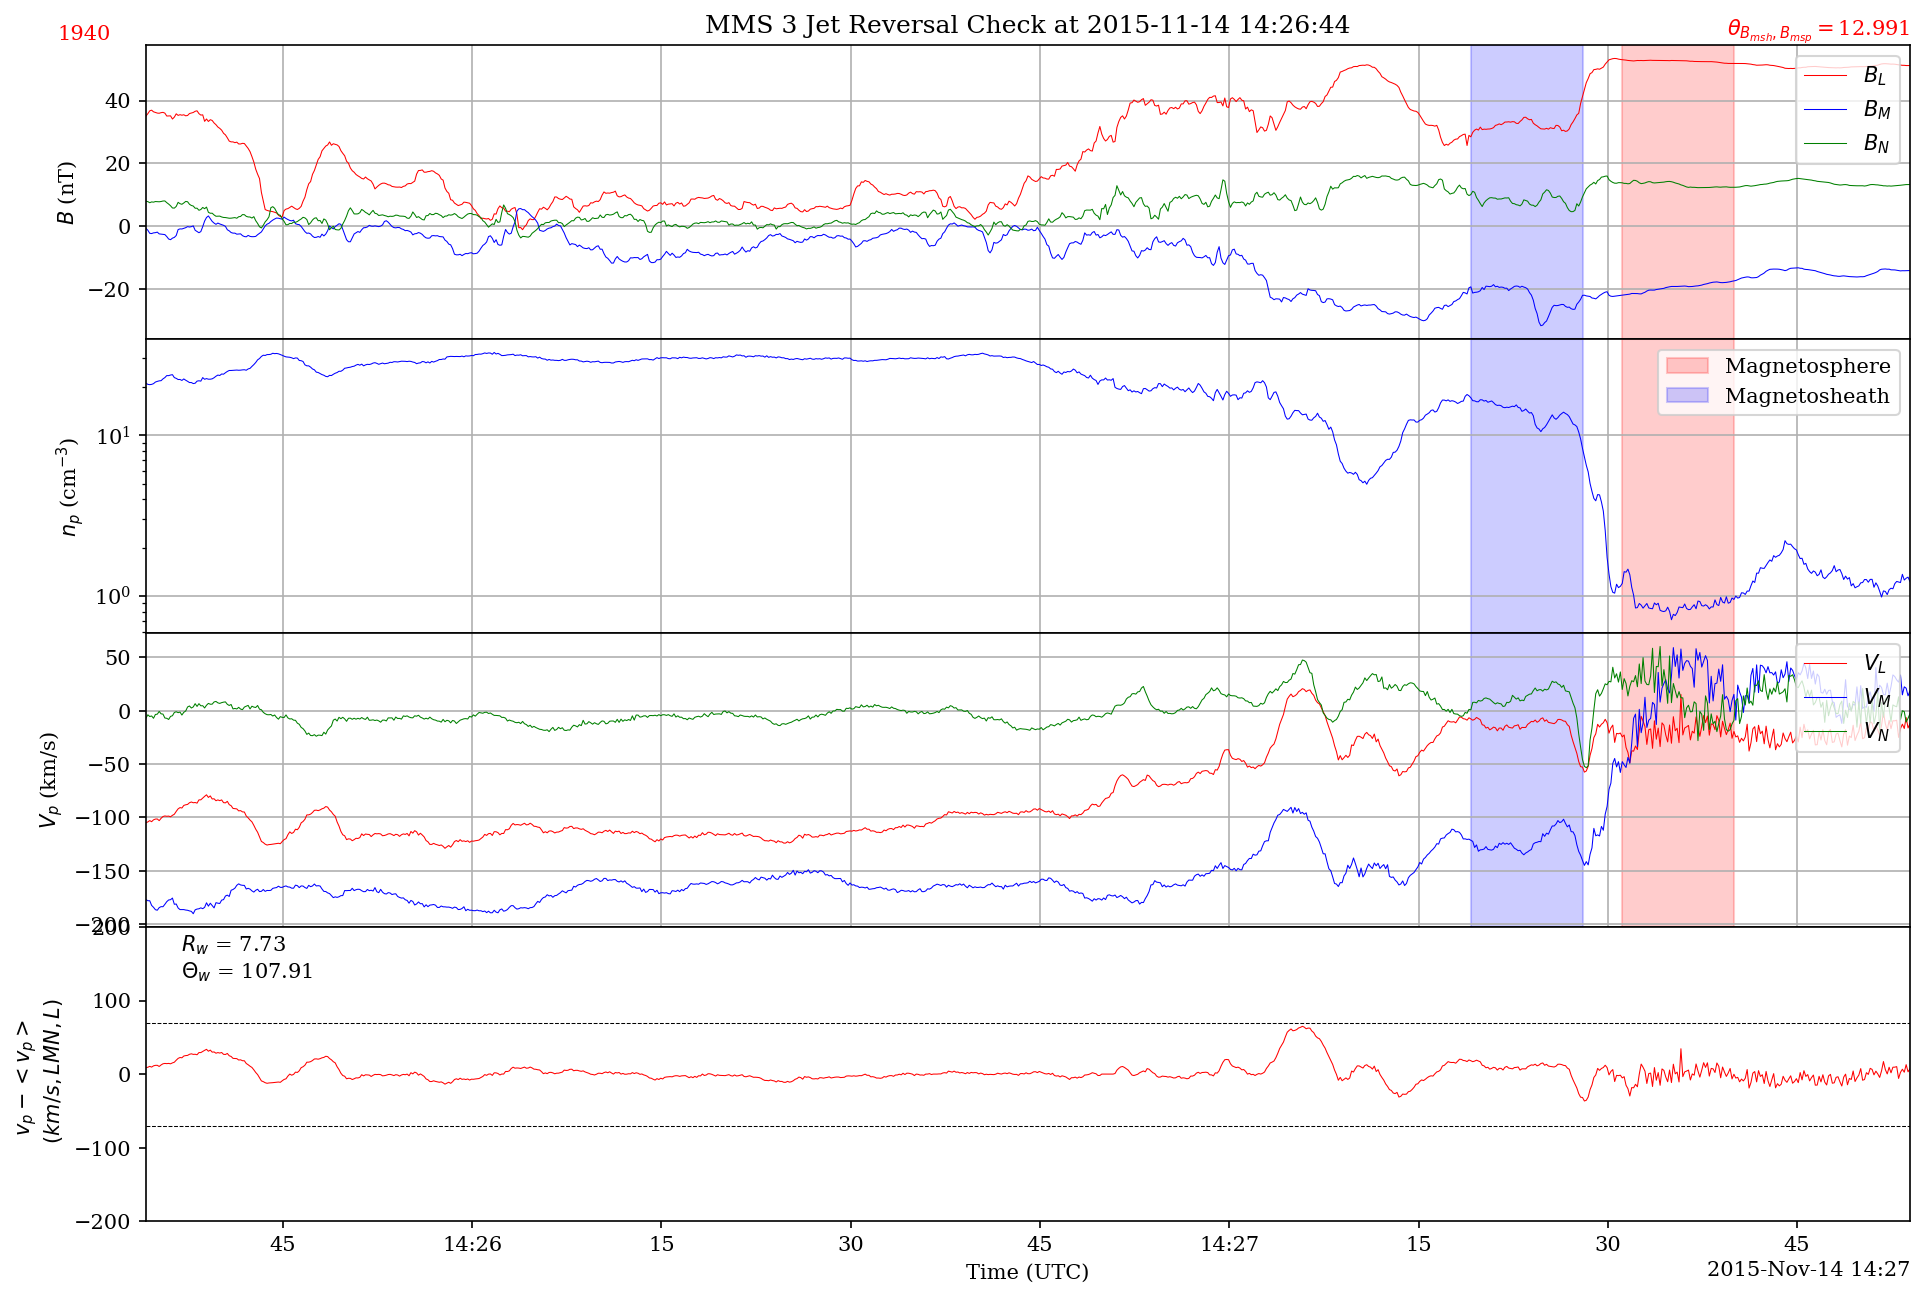 MMS 3 Jet Reversal Check at 2015-11-14 14:26:44
1940
θ_{B_{msh}, B_{msp}} = 12.991
B (nT)
40
20
0
−20
B_L
B_M
B_N
n_p (cm^{−3})
10^1
10^0
Magnetosphere
Magnetosheath
V_p (km/s)
50
0
−50
−100
−150
−200
V_L
V_M
V_N
v_p − < v_p >
(km/s, LMN, L)
200
100
0
−100
−200
R_w = 7.73
Θ_w = 107.91
45
14:26
15
30
45
14:27
15
30
45
Time (UTC)
2015-Nov-14 14:27